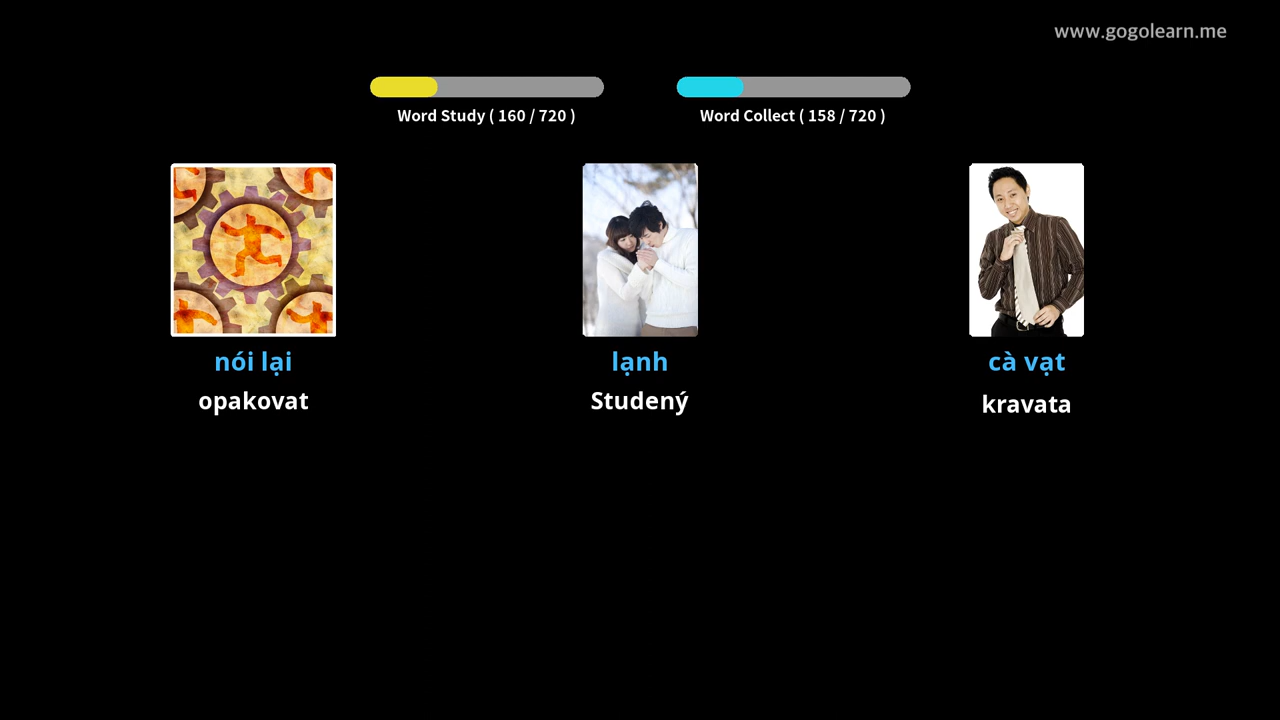 www.gogolearn.me
Word Study ( 160 / 720 )
Word Collect ( 158 / 720 )
nói lại
lạnh
cà vạt
opakovat
Studený
kravata